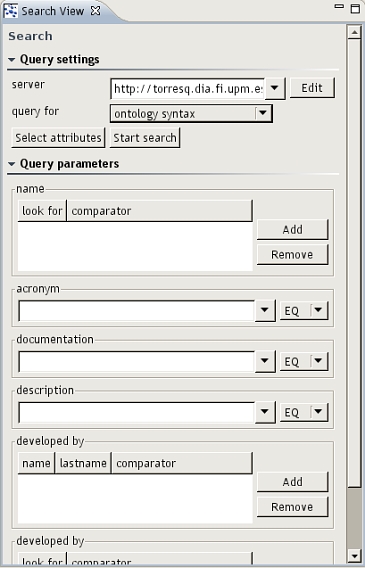 Search View
Search
Query settings
server http://torresq.dia.fi.upm.e Edit
query for ontology syntax
Select attributes Start search
Query parameters
name
look for comparator
Add
Remove
acronym
EQ
documentation
EQ
description
EQ
developed by
name lastname comparator
Add
Remove
developed by
look for comparator